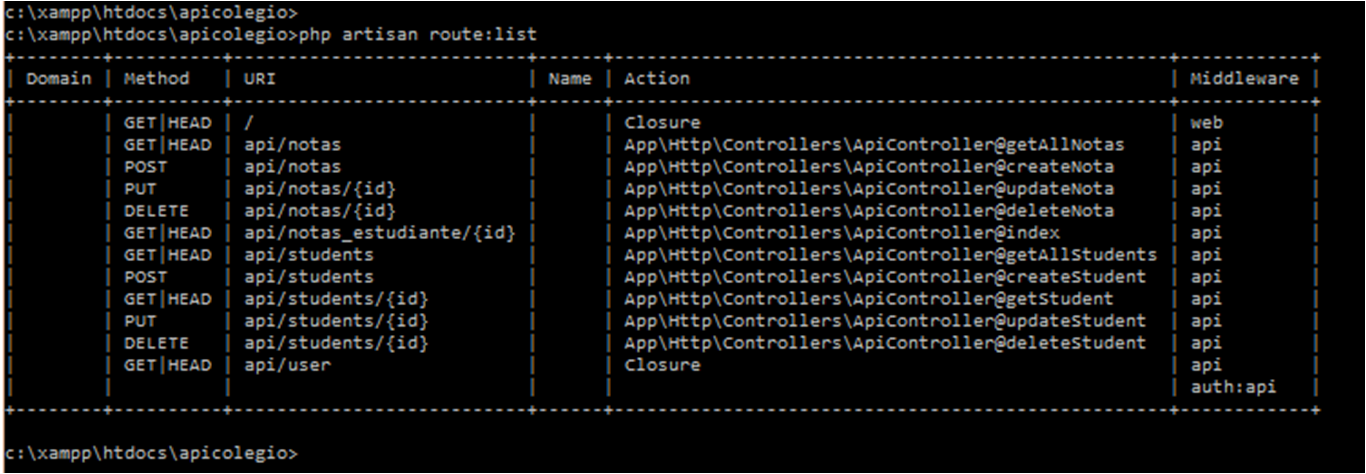 c:\xampp\htdocs\apicolegio>
c:\xampp\htdocs\apicolegio>php artisan route:list
+--------+----------+----------------------------+------+---------------------------------------------------+------------+
| Domain | Method   | URI                        | Name | Action                                            | Middleware |
+--------+----------+----------------------------+------+---------------------------------------------------+------------+
|        | GET|HEAD | /                          |      | Closure                                           | web        |
|        | GET|HEAD | api/notas                  |      | App\Http\Controllers\ApiController@getAllNotas    | api        |
|        | POST     | api/notas                  |      | App\Http\Controllers\ApiController@createNota     | api        |
|        | PUT      | api/notas/{id}             |      | App\Http\Controllers\ApiController@updateNota     | api        |
|        | DELETE   | api/notas/{id}             |      | App\Http\Controllers\ApiController@deleteNota     | api        |
|        | GET|HEAD | api/notas_estudiante/{id}  |      | App\Http\Controllers\ApiController@index          | api        |
|        | GET|HEAD | api/students               |      | App\Http\Controllers\ApiController@getAllStudents | api        |
|        | POST     | api/students               |      | App\Http\Controllers\ApiController@createStudent  | api        |
|        | GET|HEAD | api/students/{id}          |      | App\Http\Controllers\ApiController@getStudent     | api        |
|        | PUT      | api/students/{id}          |      | App\Http\Controllers\ApiController@updateStudent  | api        |
|        | DELETE   | api/students/{id}          |      | App\Http\Controllers\ApiController@deleteStudent  | api        |
|        | GET|HEAD | api/user                   |      | Closure                                           | api        |
|        |          |                            |      |                                                   | auth:api   |
+--------+----------+----------------------------+------+---------------------------------------------------+------------+
c:\xampp\htdocs\apicolegio>